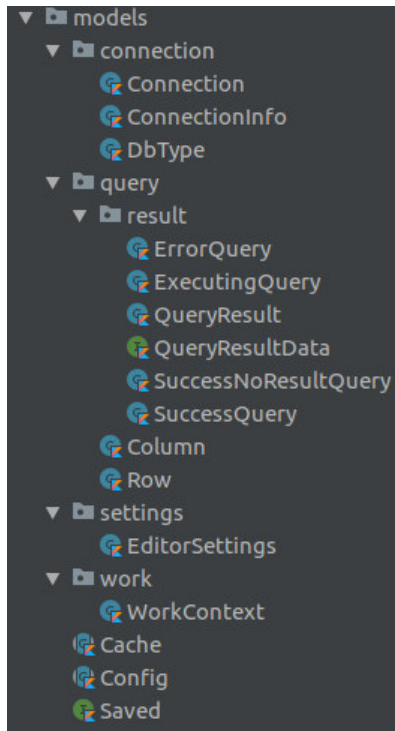 models
connection
Connection
ConnectionInfo
DbType
query
result
ErrorQuery
ExecutingQuery
QueryResult
QueryResultData
SuccessNoResultQuery
SuccessQuery
Column
Row
settings
EditorSettings
work
WorkContext
Cache
Config
Saved